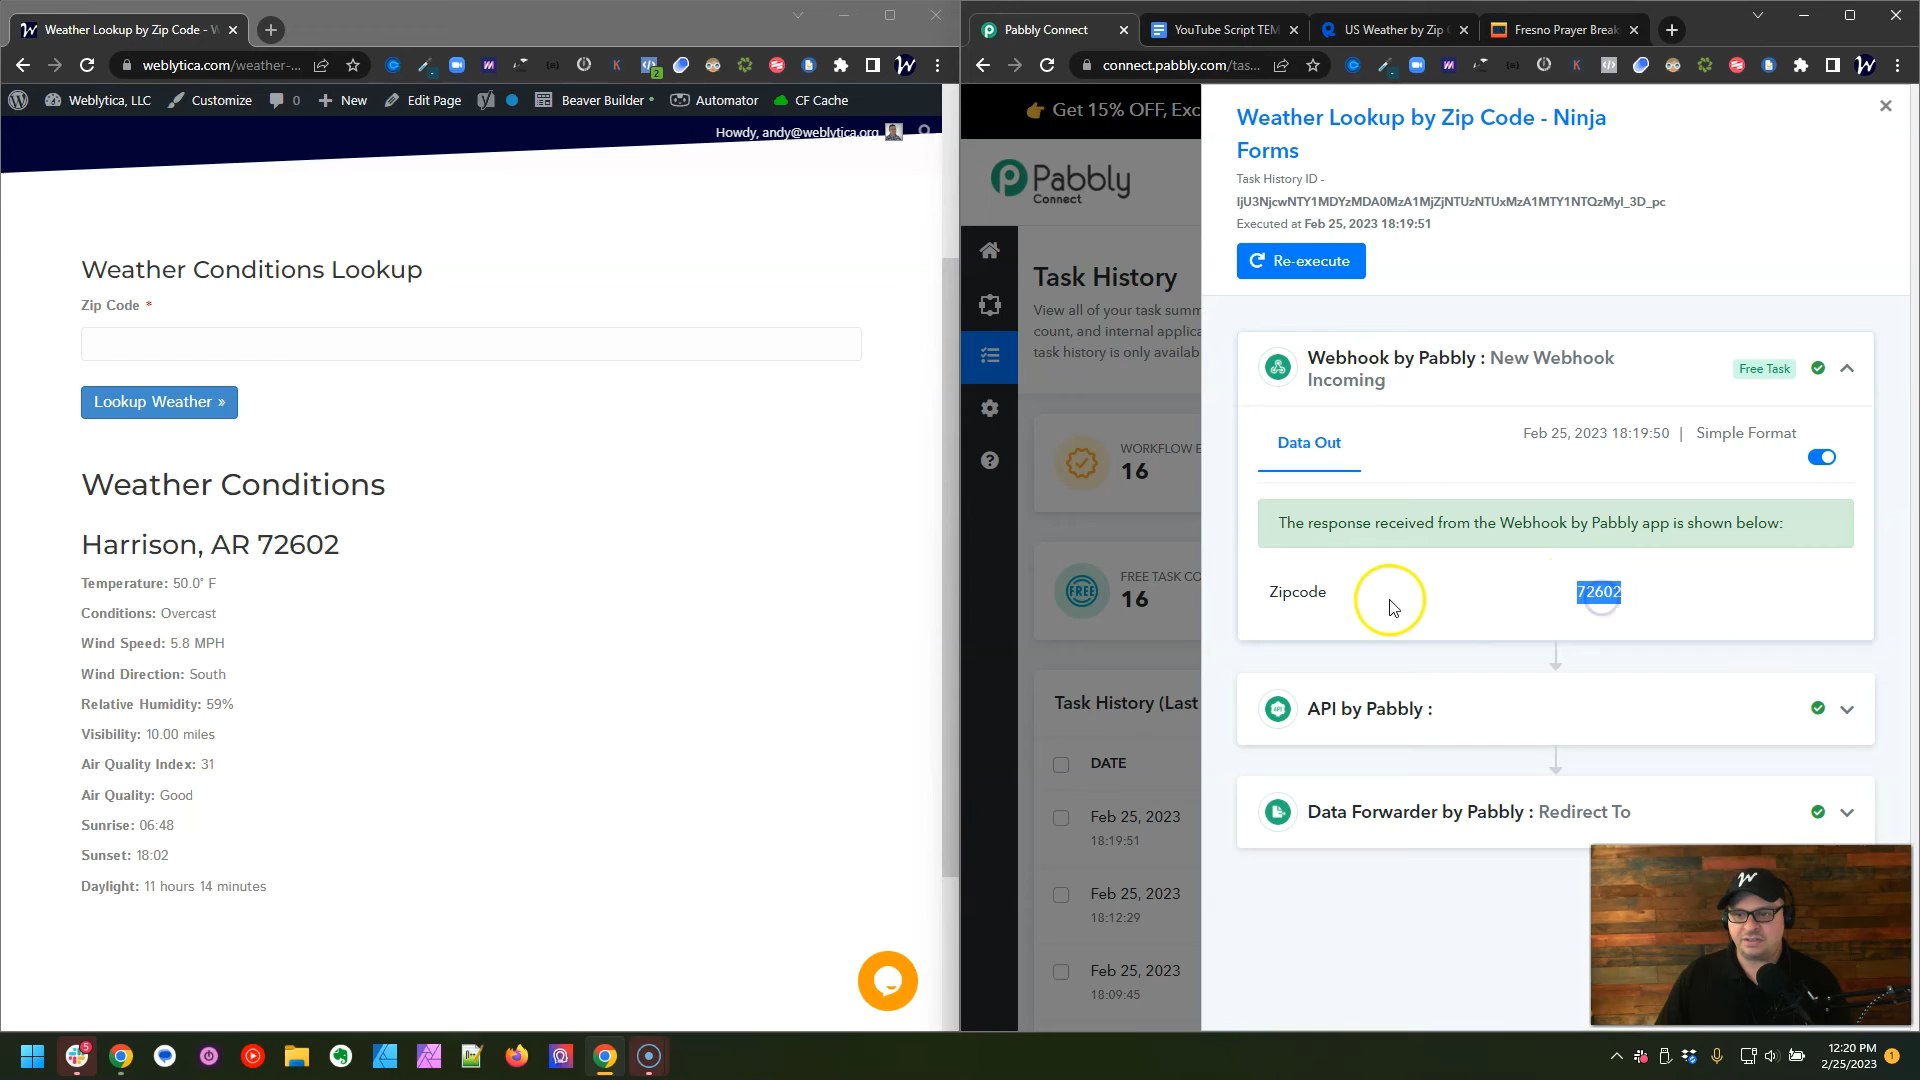 Weather Lookup by Zip Code - W
weblytica.com/weather-...
2
Weblytica, LLC
Customize
0
New
Edit Page
Beaver Builder
Automator
CF Cache
Howdy, andy@weblytica.org
Weather Conditions Lookup
Zip Code *
Lookup Weather »
Weather Conditions
Harrison, AR 72602
Temperature: 50.0° F
Conditions: Overcast
Wind Speed: 5.8 MPH
Wind Direction: South
Relative Humidity: 59%
Visibility: 10.00 miles
Air Quality Index: 31
Air Quality: Good
Sunrise: 06:48
Sunset: 18:02
Daylight: 11 hours 14 minutes
Pabbly Connect
YouTube Script TEM
US Weather by Zip C
Fresno Prayer Break
connect.pabbly.com/tas...
Get 15% OFF, Exc
Pabbly
Connect
Task History
View all of your task summ
count, and internal applica
task history is only availab
WORKFLOW E
16
FREE TASK CO
FREE
16
Task History (Last
DATE
Feb 25, 2023
18:19:51
Feb 25, 2023
18:12:29
Feb 25, 2023
18:09:45
Weather Lookup by Zip Code - Ninja
Forms
Task History ID -
Executed at Feb 25, 2023 18:19:51
Re-execute
Webhook by Pabbly : New Webhook
Incoming
Free Task
Data Out
Feb 25, 2023 18:19:50 | Simple Format
The response received from the Webhook by Pabbly app is shown below:
Zipcode
72602
API by Pabbly :
API
Data Forwarder by Pabbly : Redirect To
5
12:20 PM
2/25/2023
1